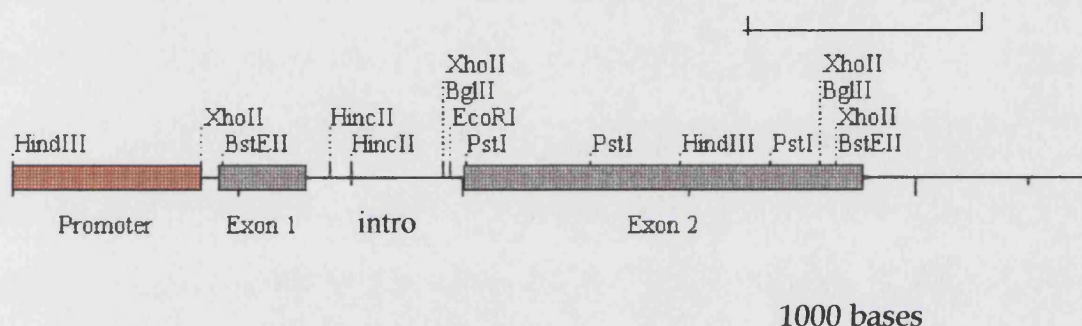 XhoII XhoII
BglII BglII
XhoII HincII EcoRI XhoII
HindIII BstEII HincII PstI PstI HindIII PstI BstEII
Promoter Exon 1 intro Exon 2
1000 bases